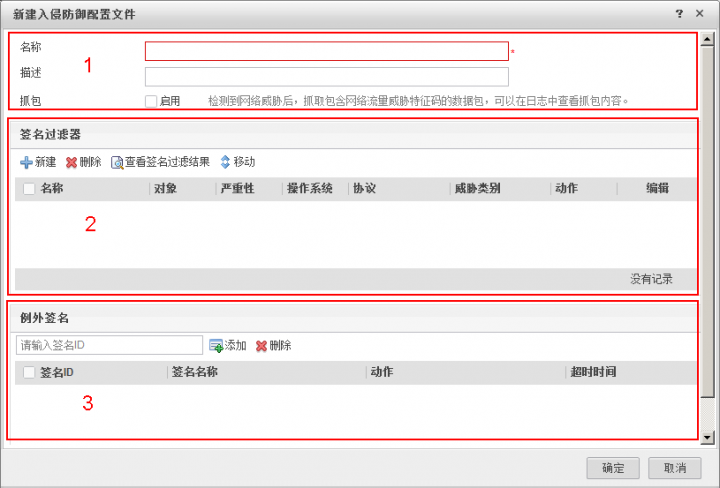 新建入侵防御配置文件 ? ×
名称 *
1
描述
抓包 启用 检测到网络威胁后，抓取包含网络流量威胁特征码的数据包，可以在日志中查看抓包内容。
签名过滤器
新建 删除 查看签名过滤结果 移动
名称 对象 严重性 操作系统 协议 威胁类别 动作 编辑
2
没有记录
例外签名
请输入签名ID 添加 删除
签名ID 签名名称 动作 超时时间
3
确定 取消